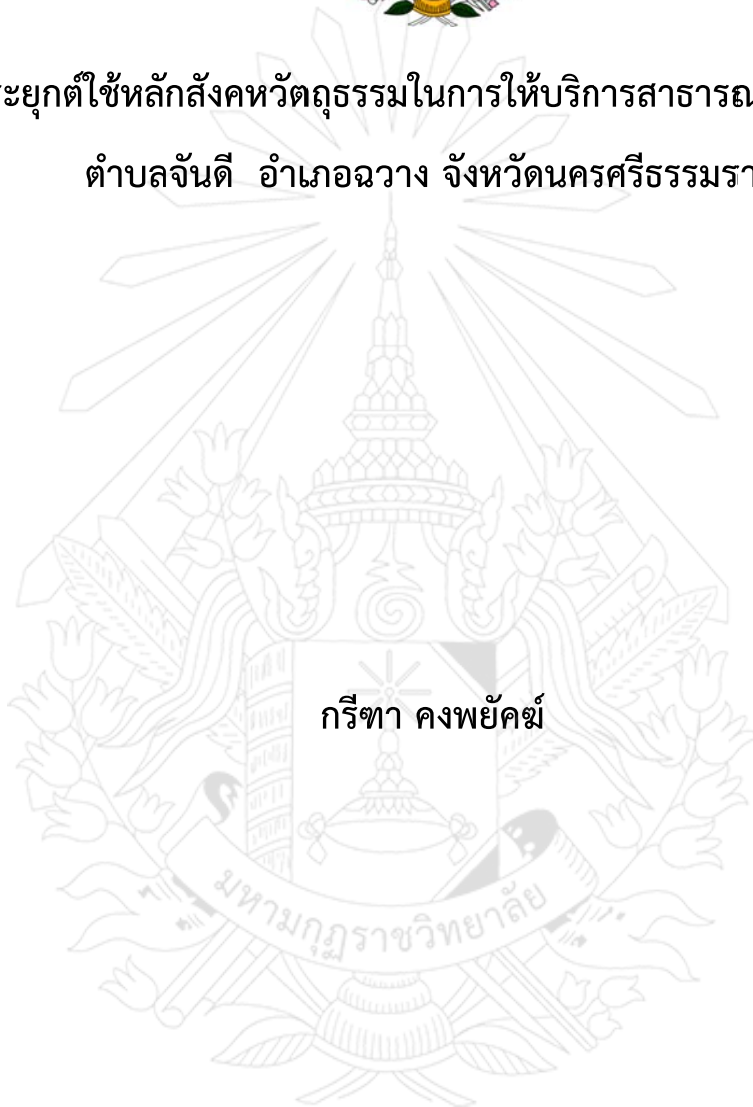 ระยุกต์ใช้หลักสังคหวัตถุธรรมในการให้บริการสาธารณ
ตำบลจันดี อำเภอฉวาง จังหวัดนครศรีธรรมรา
กรีฑา คงพยัคฆ์
มหามกุฏราชวิทยาลัย